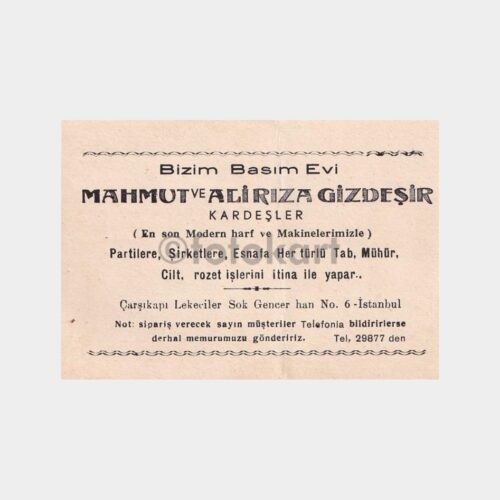 Bizim Basım Evi
MAHMUT VE ALİ RIZA GİZDEŞİR
KARDEŞLER
( En son Modern harf ve Makinelerimizle )
©fotokart
Partilere, Şirketlere, Esnafa Her türlü Tab, Mühür,
Cilt, rozet işlerini itina ile yapar..
Çarşıkapı Lekeciler Sok Gencer han No. 6 -İstanbul
Not: sipariş verecek sayın müşteriler Telefonla bildirirlerse
derhal memurumuzu göndeririz. Tel, 29877 den